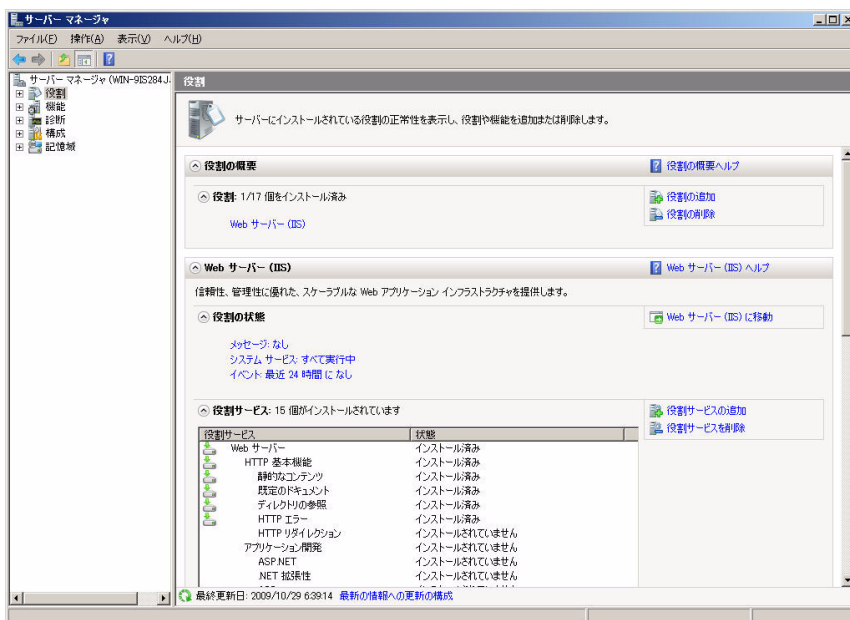 サーバー マネージャ
ファイル(F) 操作(A) 表示(V) ヘルプ(H)
サーバー マネージャ (WIN-9IS284J
役割
機能
診断
構成
記憶域
役割
サーバーにインストールされている役割の正常性を表示し、役割や機能を追加または削除します。
役割の概要
役割の概要ヘルプ
役割: 1/17 個をインストール済み
役割の追加
役割の削除
Web サーバー (IIS)
Web サーバー (IIS)
Web サーバー (IIS) ヘルプ
信頼性、管理性に優れた、スケーラブルな Web アプリケーション インフラストラクチャを提供します。
役割の状態
Web サーバー (IIS) に移動
メッセージ: なし
システム サービス: すべて実行中
イベント: 最近 24 時間 に なし
役割サービス: 15 個がインストールされています
役割サービスの追加
役割サービスを削除
役割サービス 状態
Web サーバー インストール済み
HTTP 基本機能 インストール済み
静的なコンテンツ インストール済み
既定のドキュメント インストール済み
ディレクトリの参照 インストール済み
HTTP エラー インストール済み
HTTP リダイレクション インストールされていません
アプリケーション開発 インストールされていません
ASP.NET インストールされていません
.NET 拡張性 インストールされていません
最終更新日: 2009/10/29 6:39:14 最新の情報への更新の構成